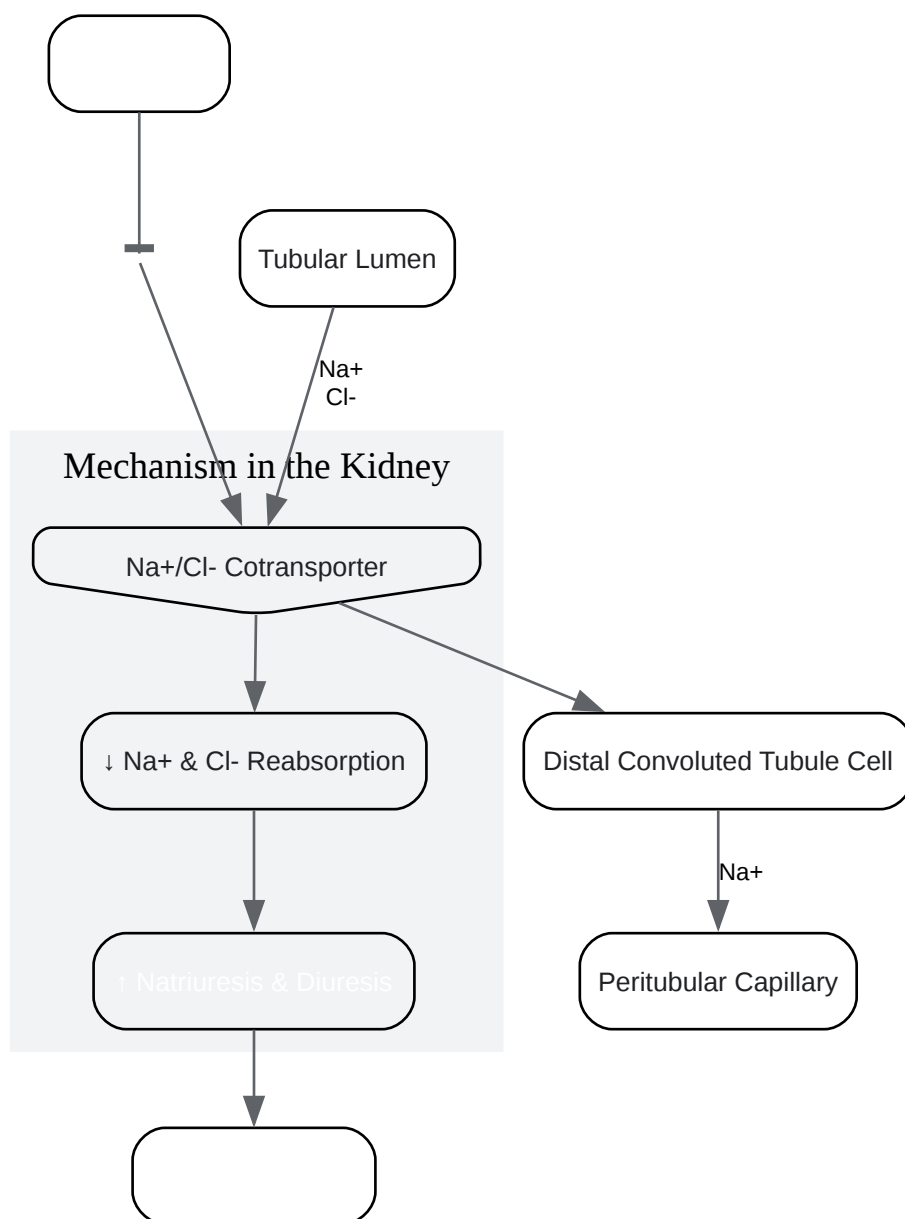 Tubular Lumen
Na+
Cl-
Mechanism in the Kidney
Na+/Cl- Cotransporter
↓ Na+ & Cl- Reabsorption
Distal Convoluted Tubule Cell
Na+
↑ Natriuresis & Diuresis
Peritubular Capillary